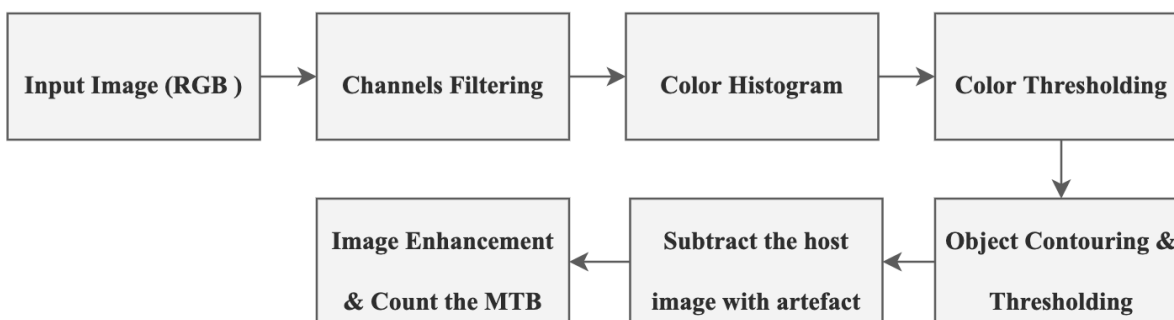 Input Image (RGB )
Channels Filtering
Color Histogram
Color Thresholding
Object Contouring &
Thresholding
Subtract the host
image with artefact
Image Enhancement
& Count the MTB